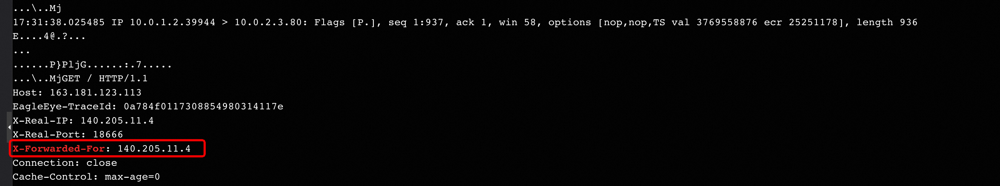 ...\..Mj
17:31:38.025485 IP 10.0.1.2.39944 > 10.0.2.3.80: Flags [P.], seq 1:937, ack 1, win 58, options [nop,nop,TS val 3769558876 ecr 25251178], length 936
E....4@.?...
...
......P}PljG......:.7.....
...\..MjGET / HTTP/1.1
Host: 163.181.123.113
EagleEye-TraceId: 0a784f0117308854980314117e
X-Real-IP: 140.205.11.4
X-Real-Port: 18666
X-Forwarded-For: 140.205.11.4
Connection: close
Cache-Control: max-age=0